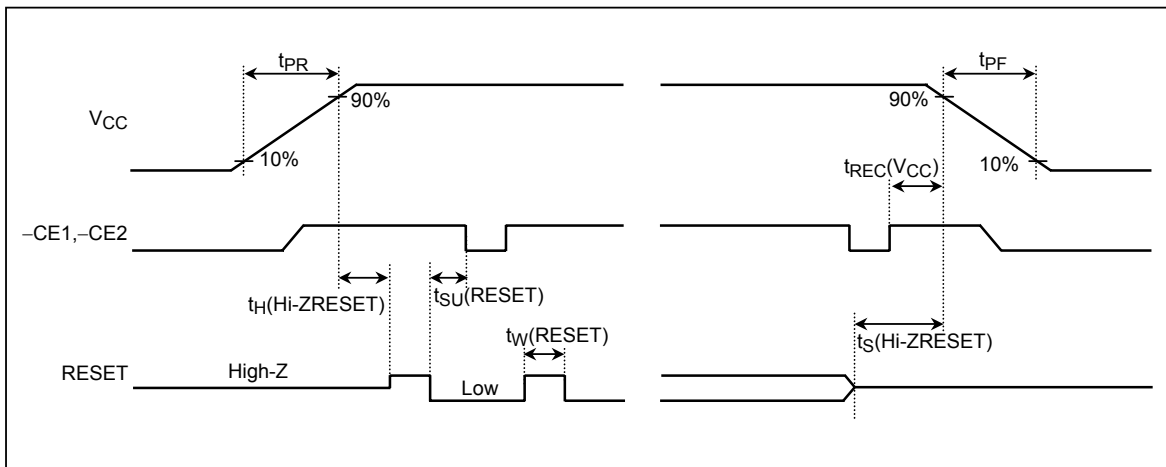 tPR
tPF
90%
90%
VCC
10%
10%
tREC(VCC)
–CE1,–CE2
tH(Hi-ZRESET)
tSU(RESET)
tW(RESET)
tS(Hi-ZRESET)
RESET
High-Z
Low